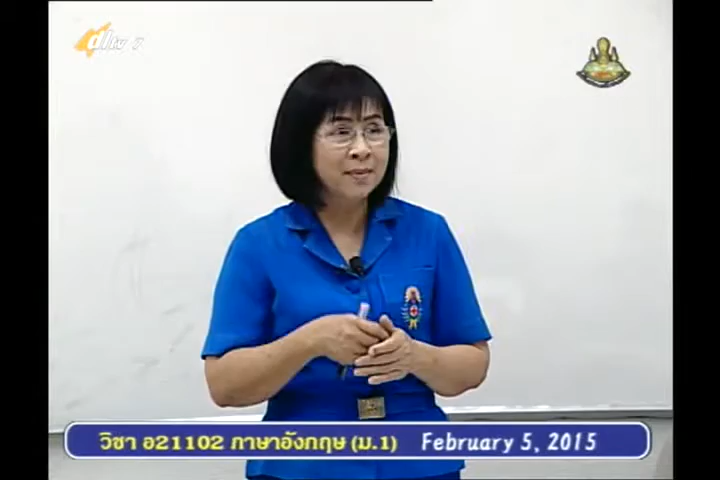 dltv 7
วิชา อ21102 ภาษาอังกฤษ (ม.1) February 5, 2015